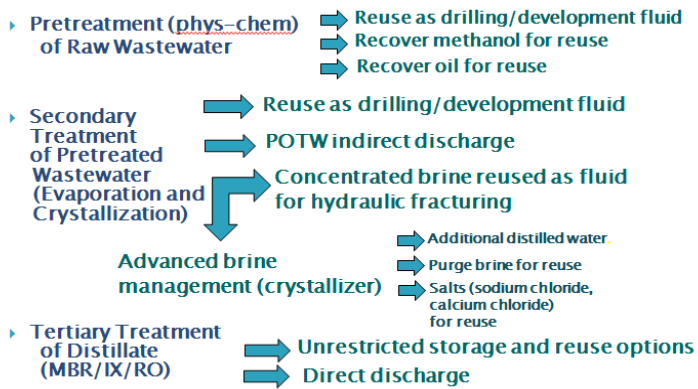 Pretreatment (phys-chem)
of Raw Wastewater
Reuse as drilling/development fluid
Recover methanol for reuse
Recover oil for reuse
Secondary
Treatment
of Pretreated
Wastewater
(Evaporation and
Crystallization)
Reuse as drilling/development fluid
POTW indirect discharge
Concentrated brine reused as fluid
for hydraulic fracturing
Advanced brine
management (crystallizer)
Additional distilled water.
Purge brine for reuse
Salts (sodium chloride,
calcium chloride)
for reuse
Tertiary Treatment
of Distillate
(MBR/IX/RO)
Unrestricted storage and reuse options
Direct discharge